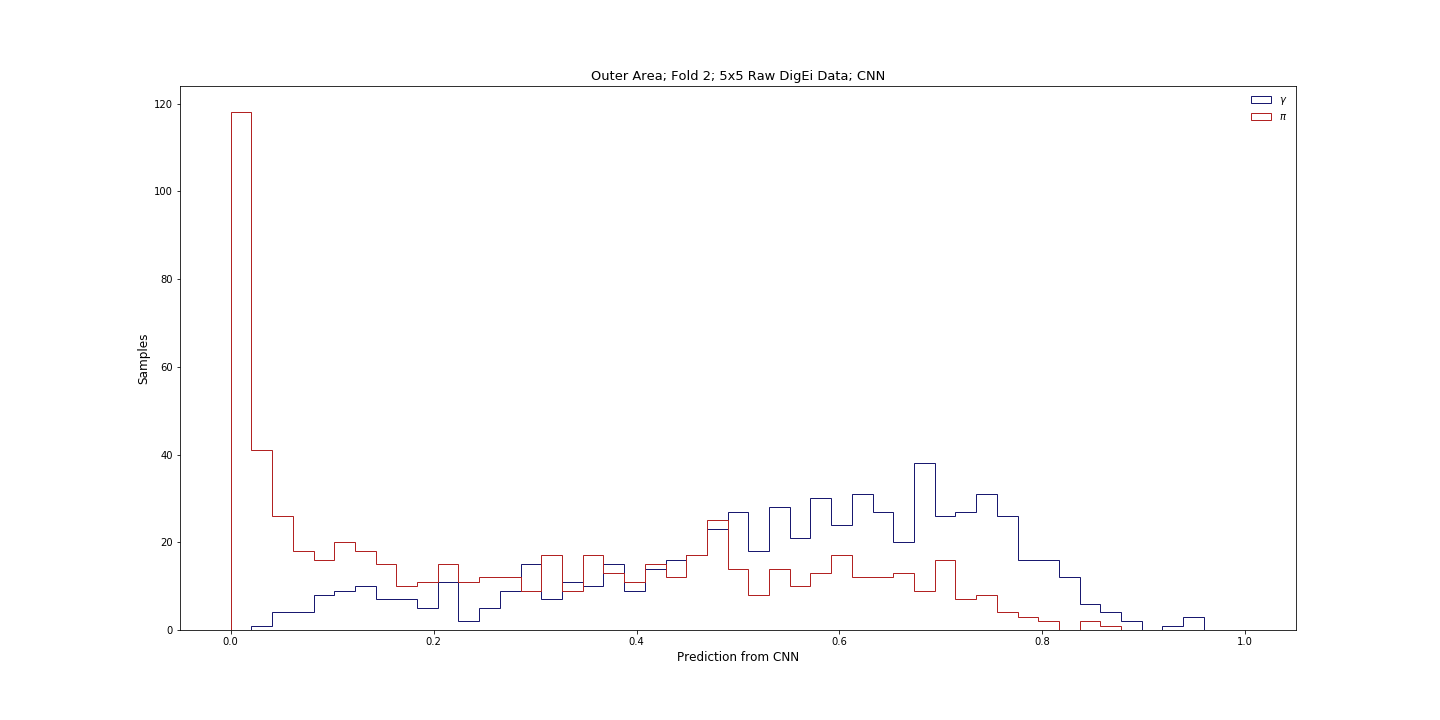 Outer Area; Fold 2; 5x5 Raw DigEi Data; CNN
γ
π
120
100
80
60
40
20
0
Samples
0.0 0.2 0.4 0.6 0.8 1.0
Prediction from CNN